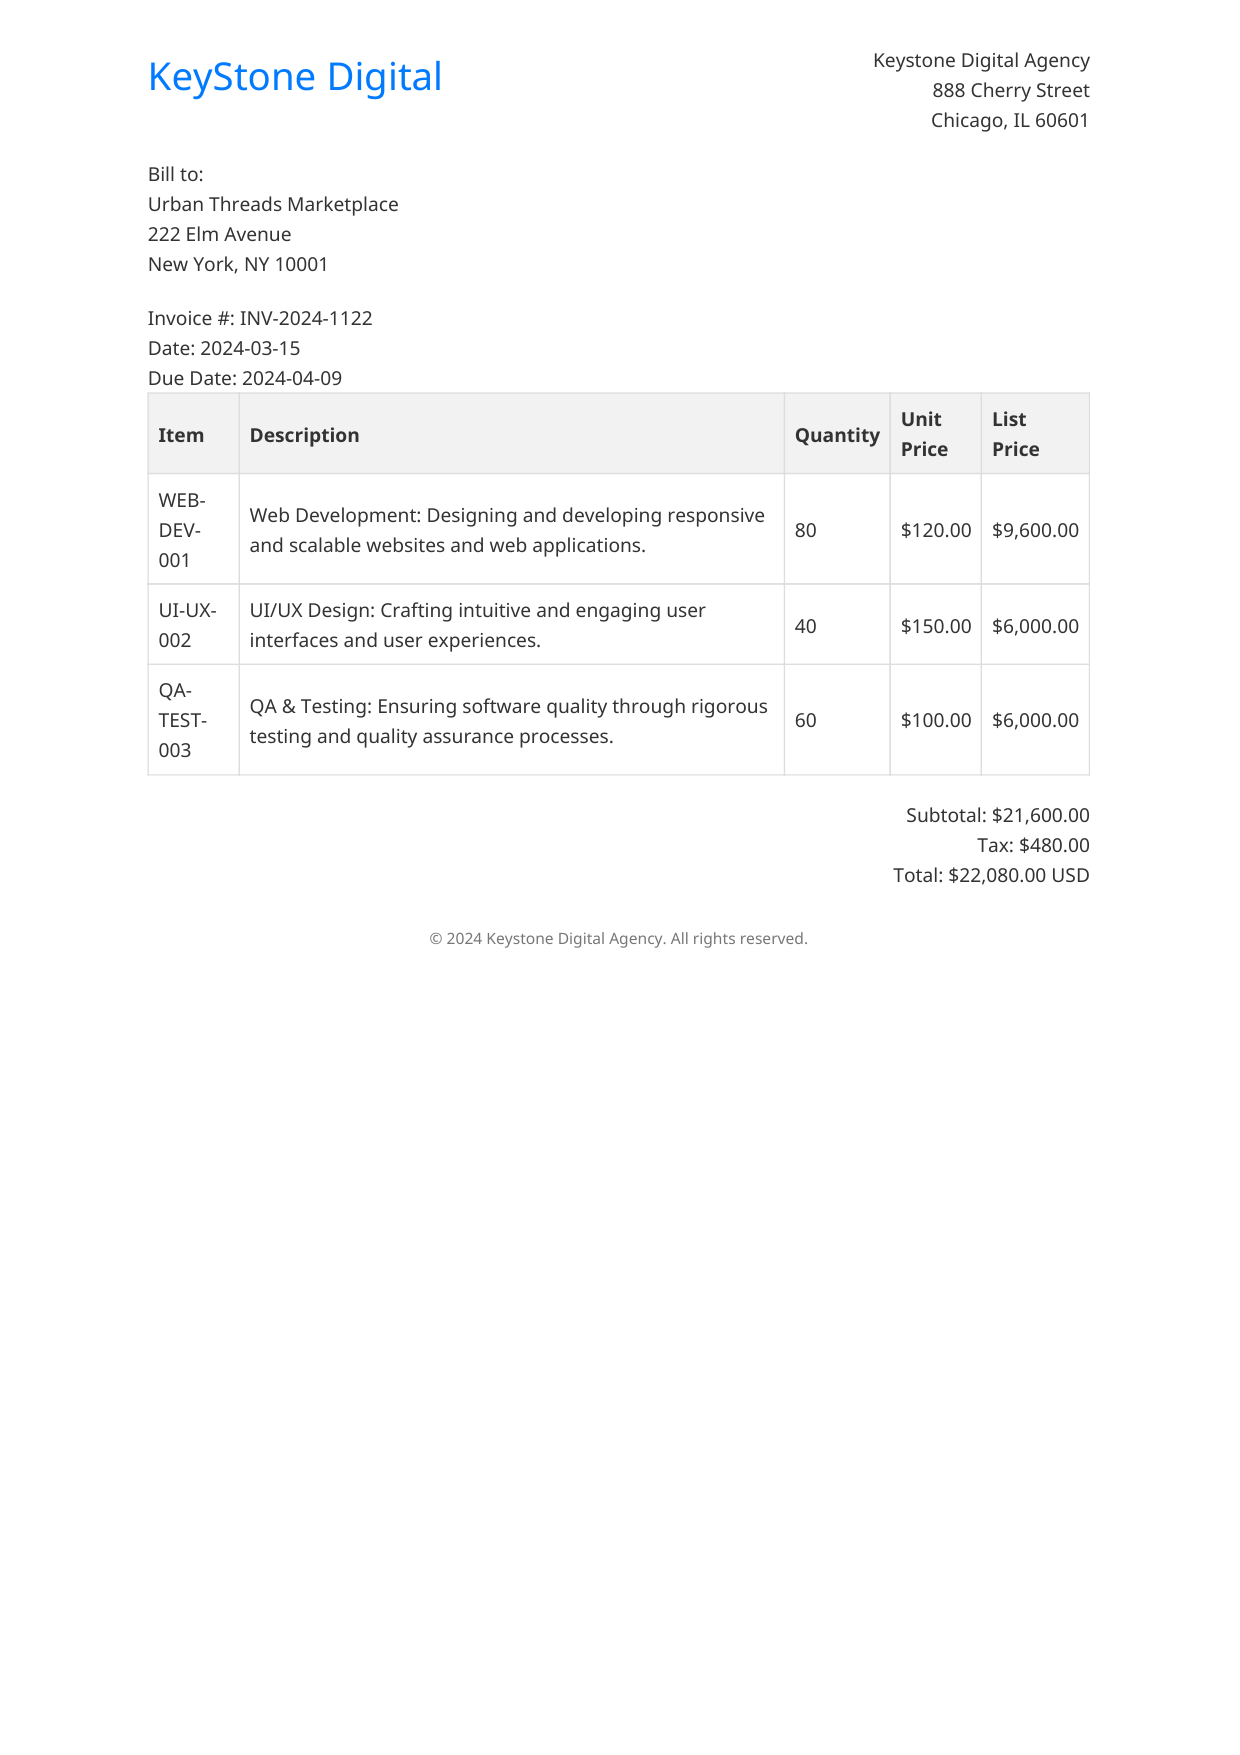 KeyStone Digital
Keystone Digital Agency
888 Cherry Street
Chicago, IL 60601
Bill to:
Urban Threads Marketplace
222 Elm Avenue
New York, NY 10001
Invoice #: INV-2024-1122
Date: 2024-03-15
Due Date: 2024-04-09
Item
Description
Quantity
Unit
Price
List
Price
WEB-
DEV-
001
Web Development: Designing and developing responsive
and scalable websites and web applications.
80
$120.00
$9,600.00
UI-UX-
002
UI/UX Design: Crafting intuitive and engaging user
interfaces and user experiences.
40
$150.00
$6,000.00
QA-
TEST-
003
QA & Testing: Ensuring software quality through rigorous
testing and quality assurance processes.
60
$100.00
$6,000.00
Subtotal: $21,600.00
Tax: $480.00
Total: $22,080.00 USD
© 2024 Keystone Digital Agency. All rights reserved.